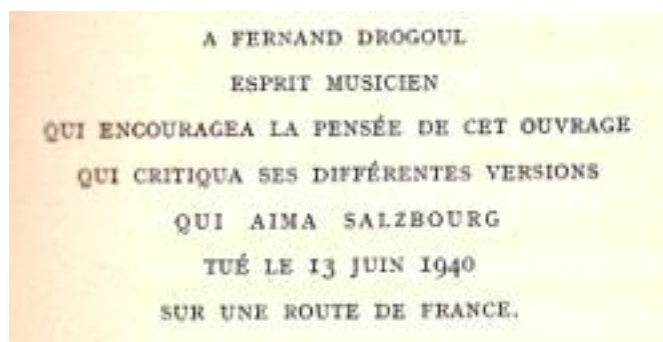 A FERNAND DROGOUL
ESPRIT MUSICIEN
QUI ENCOURAGEA LA PENSÉE DE CET OUVRAGE
QUI CRITIQUA SES DIFFÉRENTES VERSIONS
QUI AIMA SALZBOURG
TUÉ LE 13 JUIN 1940
SUR UNE ROUTE DE FRANCE.